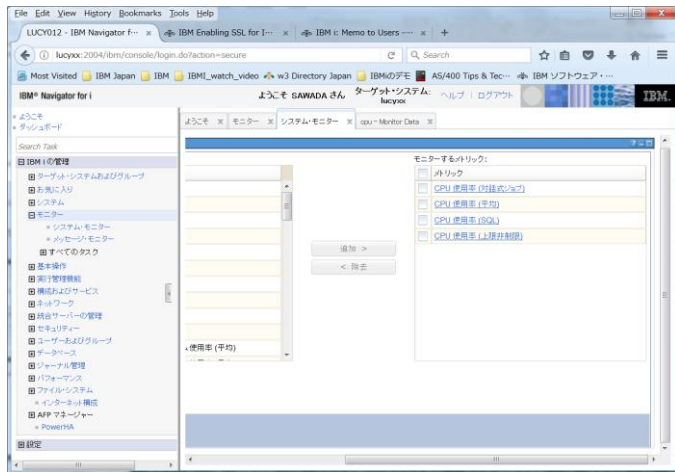 File Edit View History Bookmarks Tools Help
LUCY012 - IBM Navigator f··· × IBM Enabling SSL for I··· × IBM i: Memo to Users ---- × +
lucyxx:2004/ibm/console/login.do?action=secure Search
Most Visited IBM Japan IBM IBMI_watch_video w3 Directory Japan IBMiのデモ AS/400 Tips & Tec··· IBM ソフトウェア・···
IBM® Navigator for i ようこそ SAWADA さん ターゲット・システム: lucyxx ヘルプ | ログアウト IBM.
ようこそ
ダッシュボード
Search Task
IBM i の管理
ターゲット・システムおよびグループ
お気に入り
システム
モニター
システム・モニター
メッセージ・モニター
すべてのタスク
基本操作
実行管理機能
構成およびサービス
ネットワーク
統合サーバーの管理
セキュリティー
ユーザーおよびグループ
データベース
ジャーナル管理
パフォーマンス
ファイル・システム
インターネット構成
AFP マネージャー
PowerHA
設定
ようこそ × モニター × システム・モニター × cpu - Monitor Data ×
モニターするメトリック:
メトリック
CPU 使用率 (対話式ジョブ)
CPU 使用率 (平均)
CPU 使用率 (SQL)
CPU 使用率 (上限非制限)
追加 >
< 除去
使用率 (平均)